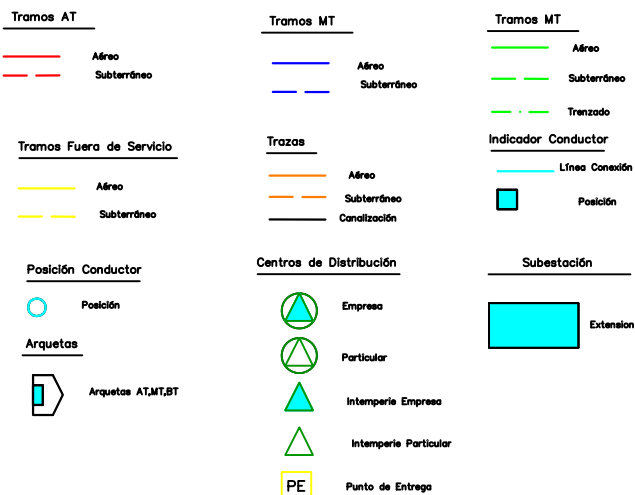 Tramos AT
Aéreo
Subterráneo
Tramos MT
Aéreo
Subterráneo
Tramos MT
Aéreo
Subterráneo
Trenzado
Tramos Fuera de Servicio
Aéreo
Subterráneo
Trazas
Aéreo
Subterráneo
Canalización
Indicador Conductor
Línea Conexión
Posición
Posición Conductor
Posición
Arquetas
Arquetas AT,MT,BT
Centros de Distribución
Empresa
Particular
Intemperie Empresa
Intemperie Particular
PE
Punto de Entrega
Subestación
Extension